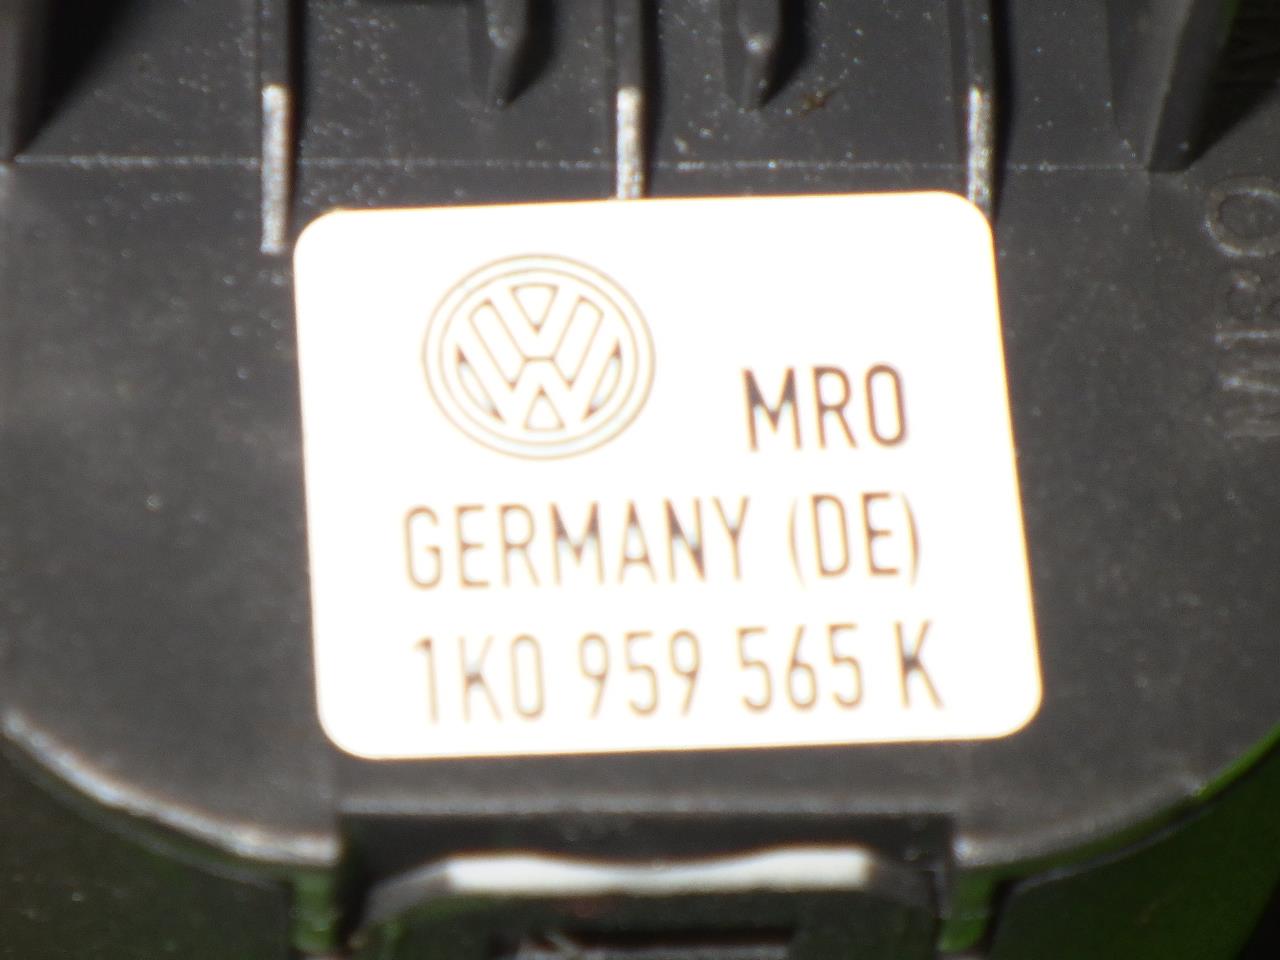 MRO
GERMANY (DE)
1K0 959 565 K